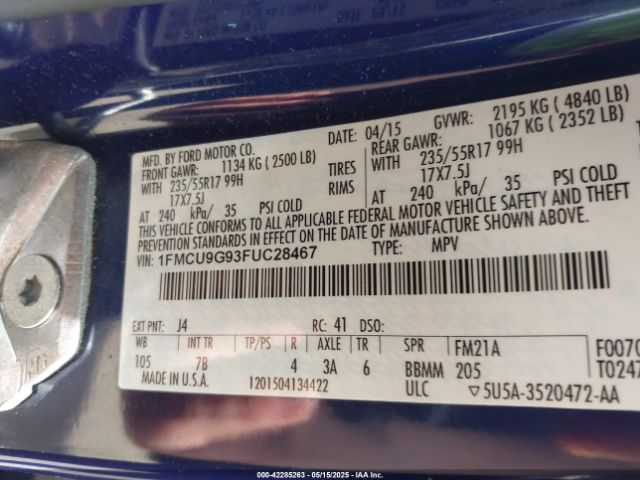 MFD. BY FORD MOTOR CO. DATE 04/15 GVWR: 2195 KG ( 4840 LB)
FRONT GAWR: 1134 KG ( 2500 LB) REAR GAWR: 1067 KG ( 2352 LB)
WITH 235/55R17 99H TIRES WITH 235/55R17 99H
17X7.5J RIMS 17X7.5J
AT 240 kPa/ 35 PSI COLD AT 240 kPa/ 35 PSI COLD
THIS VEHICLE CONFORMS TO ALL APPLICABLE FEDERAL MOTOR VEHICLE SAFETY AND THEFT
PREVENTION STANDARDS IN EFFECT ON THE DATE OF MANUFACTURE SHOWN ABOVE.
VIN: 1FMCU9G93FUC28467 TYPE: MPV
EXT PNT: J4 RC: 41 DSO:
WB INT TR TP/PS R AXLE TR SPR FM21A F007
105 7B 4 3A 6 BBMM 205 T0247
MADE IN U.S.A. 1201504134422 ULC ▽5U5A-3520472-AA
000-42285263 - 05/15/2025 - IAA Inc.